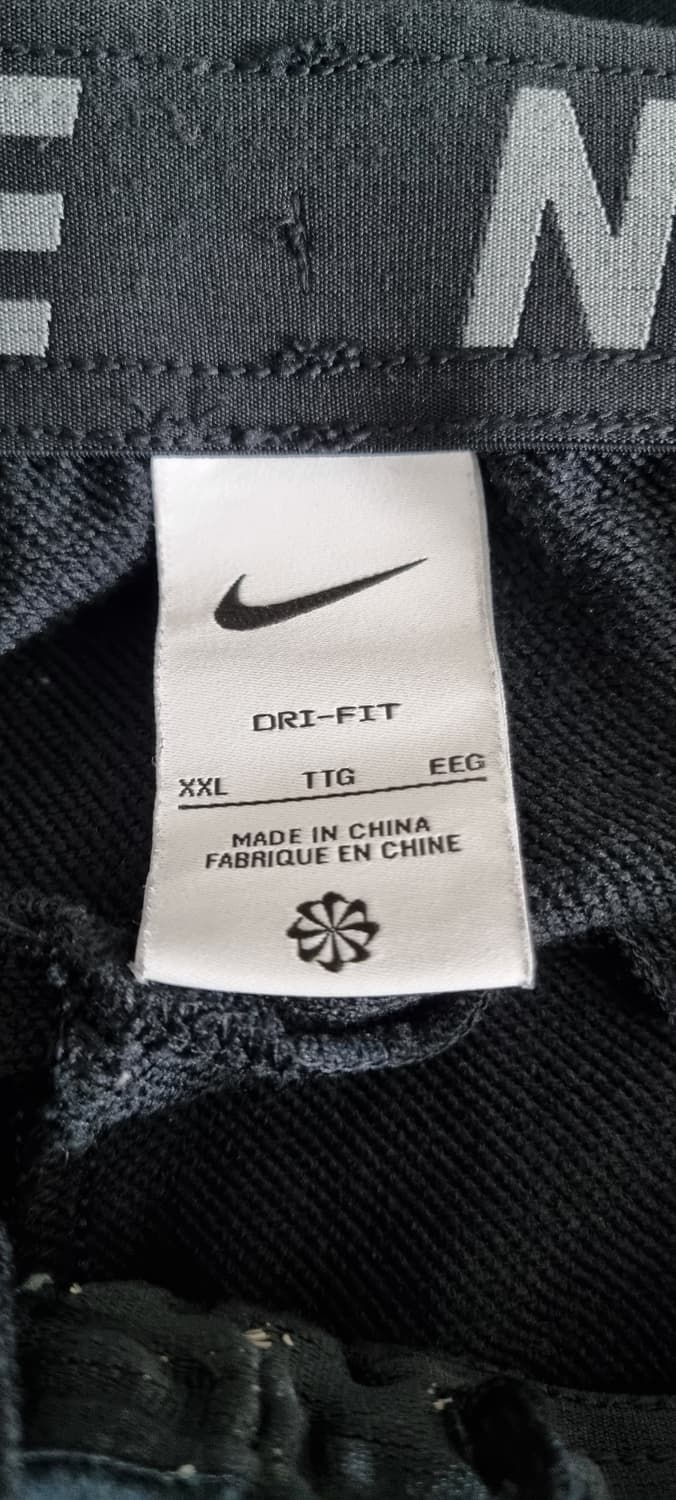 E N
DRI-FIT
XXL TTG EEG
MADE IN CHINA
FABRIQUE EN CHINE